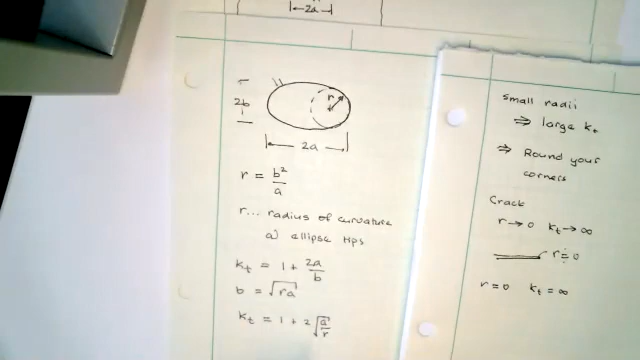 2a
2b
r
2a
r = b²/a
r... radius of curvature
@ ellipse tips
kt = 1 + 2a/b
b = √ra
kt = 1 + 2√a/r
small radii
⇒ large kt
⇒ Round your
corners
Crack
r → 0 kt → ∞
r ≐ 0
r = 0 kt = ∞